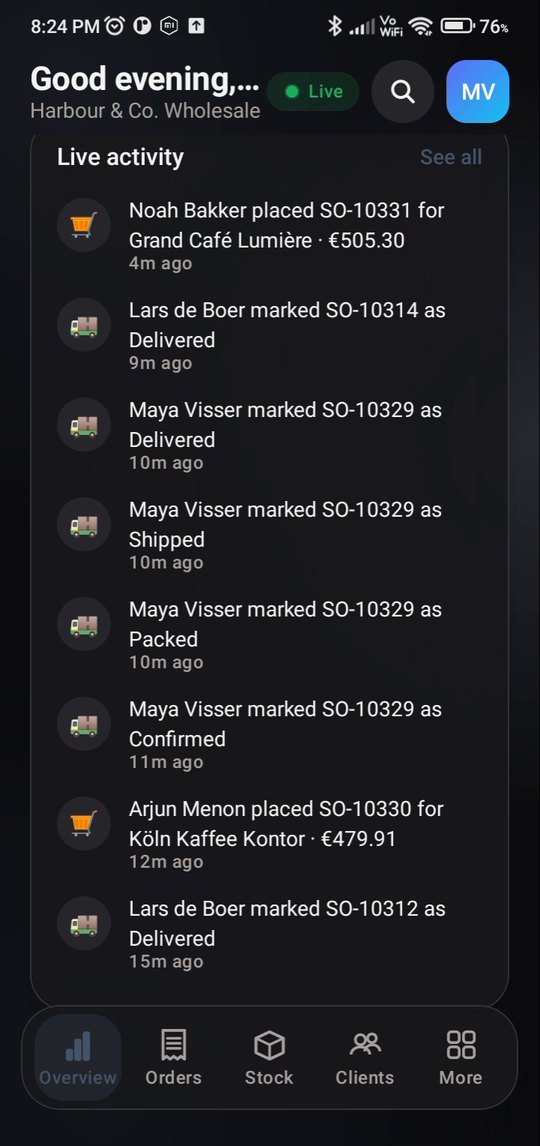 8:24 PM
Vo
WiFi
76%
Good evening,...
Harbour & Co. Wholesale
Live
MV
Live activity
See all
Noah Bakker placed SO-10331 for
Grand Café Lumière · €505.30
4m ago
Lars de Boer marked SO-10314 as
Delivered
9m ago
Maya Visser marked SO-10329 as
Delivered
10m ago
Maya Visser marked SO-10329 as
Shipped
10m ago
Maya Visser marked SO-10329 as
Packed
10m ago
Maya Visser marked SO-10329 as
Confirmed
11m ago
Arjun Menon placed SO-10330 for
Köln Kaffee Kontor · €479.91
12m ago
Lars de Boer marked SO-10312 as
Delivered
15m ago
Overview
Orders
Stock
Clients
More